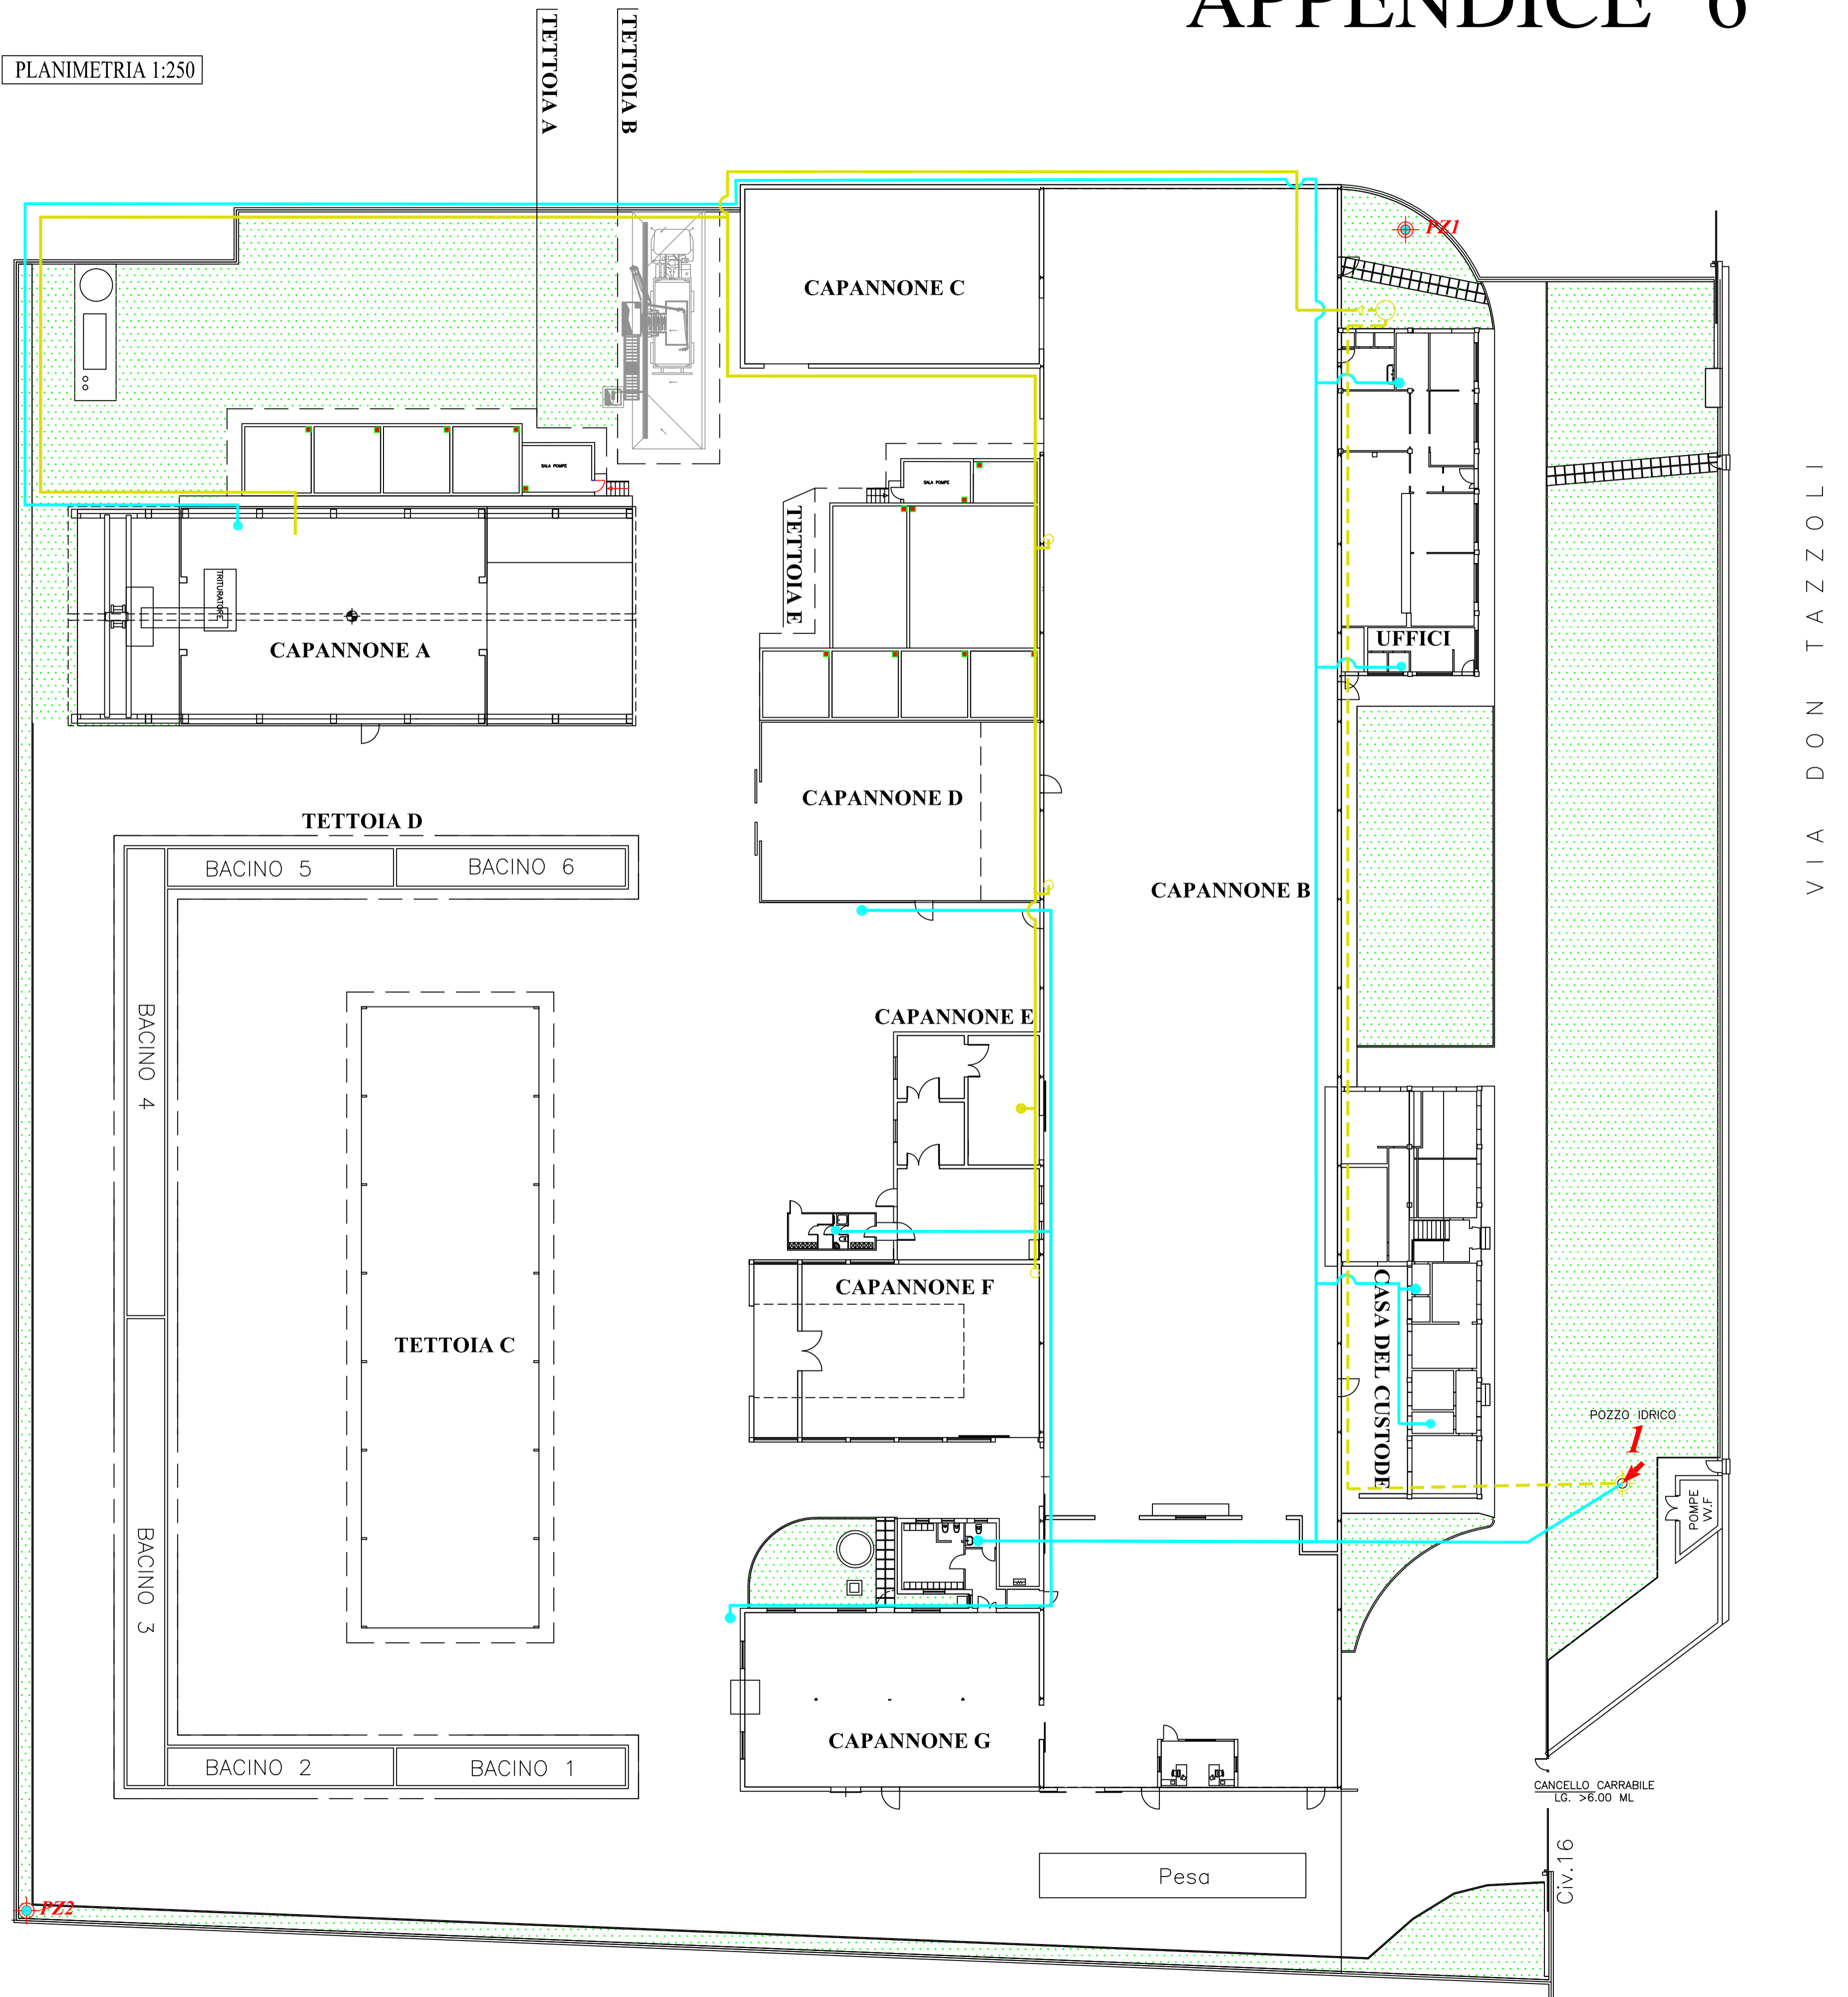 APPENDICE 6
PLANIMETRIA 1:250
TETTOIA A
TETTOIA B
PZ1
CAPANNONE C
SALA POMPE
SALA POMPE
TETTOIA E
TRITURATORE
CAPANNONE A
UFFICI
VIA DON TAZZOLI
CAPANNONE D
TETTOIA D
BACINO 5
BACINO 6
CAPANNONE B
CAPANNONE E
BACINO 4
CAPANNONE F
TETTOIA C
CASA DEL CUSTODE
POZZO IDRICO
1
POMPE
VV.F
BACINO 3
CAPANNONE G
BACINO 2
BACINO 1
CANCELLO CARRABILE
LG. >6.00 ML
Civ.16
Pesa
PZ2